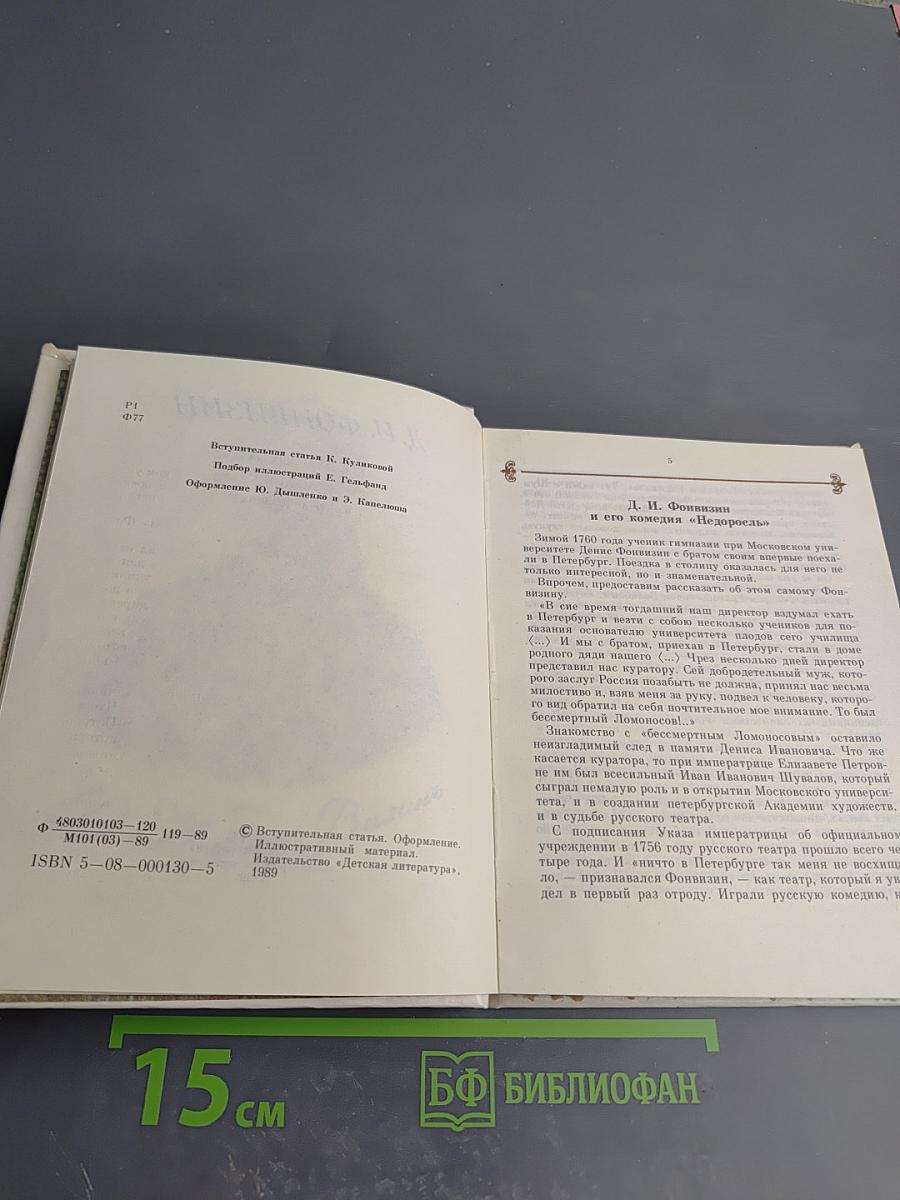 Р1
Ф77
Вступительная статья К. Куликовой
Подбор иллюстраций Е. Гельфанд
Оформление Ю. Дышленко и Э. Капелюша
Ф 4803010103—120 119—89
М101(03)—89
ISBN 5—08—000130—5
© Вступительная статья. Оформление.
Иллюстративный материал.
Издательство «Детская литература»,
1989
5
Д. И. Фонвизин
и его комедия «Недоросль»
Зимой 1760 года ученик гимназии при Московском уни-
верситете Денис Фонвизин с братом своим впервые поеха-
ли в Петербург. Поездка в столицу оказалась для него не
только интересной, но и знаменательной.
Впрочем, предоставим рассказать об этом самому Фон-
визину.
«В сие время тогдашний наш директор вздумал ехать
в Петербург и везти с собою несколько учеников для по-
казания основателю университета плодов сего училища
⟨...⟩ И мы с братом, приехав в Петербург, стали в доме
родного дяди нашего ⟨...⟩ Чрез несколько дней директор
представил нас куратору. Сей добродетельный муж, кото-
рого заслуг Россия позабыть не должна, принял нас весьма
милостиво и, взяв меня за руку, подвел к человеку, которо-
го вид обратил на себя почтительное мое внимание. То был
бессмертный Ломоносов!..»
Знакомство с «бессмертным Ломоносовым» оставило
неизгладимый след в памяти Дениса Ивановича. Что же
касается куратора, то при императрице Елизавете Петров-
не им был всесильный Иван Иванович Шувалов, который
сыграл немалую роль и в открытии Московского универси-
тета, и в создании петербургской Академии художеств,
и в судьбе русского театра.
С подписания Указа императрицы об официальном
учреждении в 1756 году русского театра прошло всего че-
тыре года. И «ничто в Петербурге так меня не восхища-
ло, — признавался Фонвизин, — как театр, который я ув
дел в первый раз отроду. Играли русскую комедию,
15 см
БФ БИБЛИОФАН